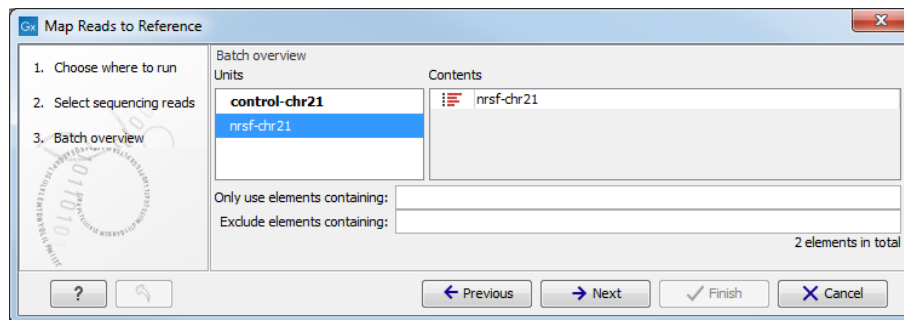 Gx Map Reads to Reference
1. Choose where to run
2. Select sequencing reads
3. Batch overview
Batch overview
Units
Contents
control-chr21
nrsf-chr21
nrsf-chr21
Only use elements containing:
Exclude elements containing:
2 elements in total
?
Previous
Next
Finish
Cancel